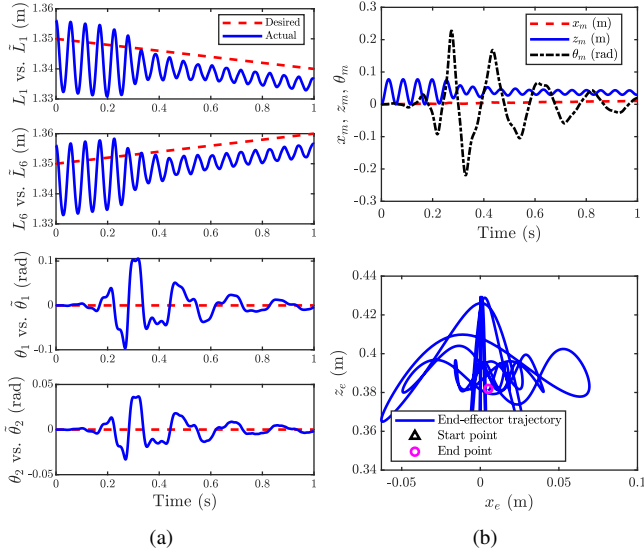 1.36
1.35
1.34
1.33
L₁ vs. L̃₁ (m)
Desired
Actual
0 0.2 0.4 0.6 0.8 1
1.36
1.35
1.34
1.33
L₆ vs. L̃₆ (m)
0 0.2 0.4 0.6 0.8 1
0.1
0
-0.1
θ₁ vs. θ̃₁ (rad)
0 0.2 0.4 0.6 0.8 1
0.05
0
-0.05
θ₂ vs. θ̃₂ (rad)
0 0.2 0.4 0.6 0.8 1
Time (s)
(a)
0.3
0.2
0.1
0
-0.1
-0.2
-0.3
xₘ, zₘ, θₘ
xₘ (m)
zₘ (m)
θₘ (rad)
0 0.2 0.4 0.6 0.8 1
Time (s)
0.44
0.42
0.4
0.38
0.36
0.34
zₑ (m)
End-effector trajectory
Start point
End point
-0.05 0 0.05 0.1
xₑ (m)
(b)